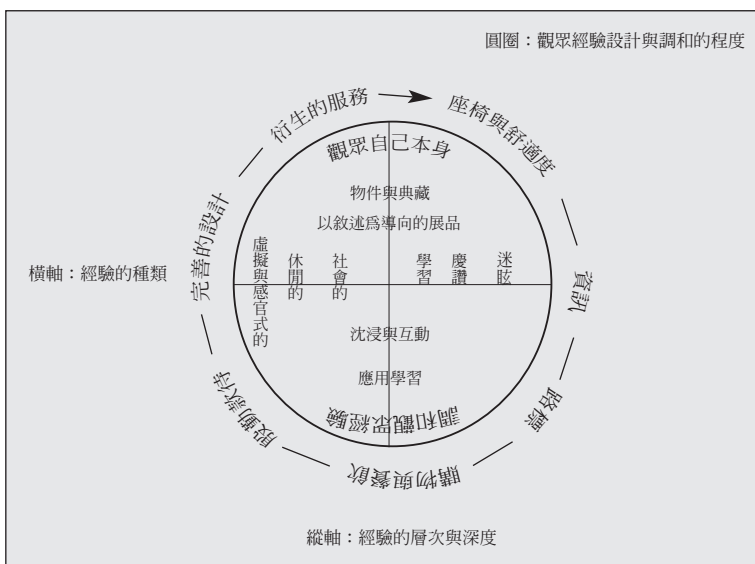 圓圈：觀眾經驗設計與調和的程度
衍生的服務
座椅與舒適度
資訊
路標
購物與餐飲
殷勤款待
完善的設計
觀眾自己本身
物件與典藏
以敘述為導向的展品
虛擬與感官式的
休閒的
社會的
學習
慶讚
迷眩
橫軸：經驗的種類
沈浸與互動
應用學習
調和觀眾經驗
縱軸：經驗的層次與深度